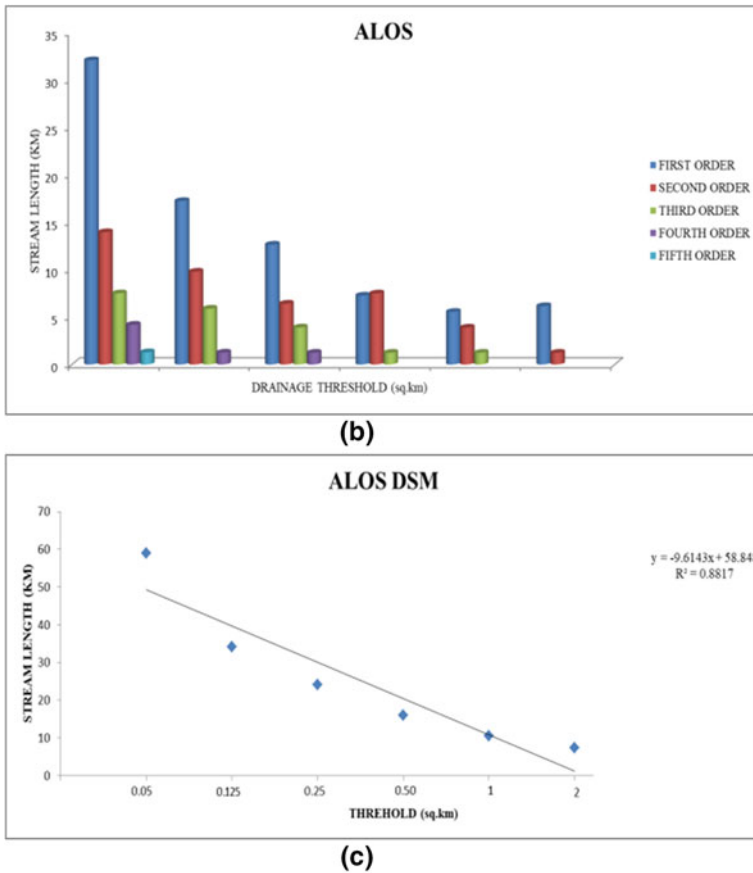 ALOS
35
30
25
20
15
10
5
0
STREAM LENGTH (KM)
DRAINAGE THRESHOLD (sq.km)
FIRST ORDER
SECOND ORDER
THIRD ORDER
FOURTH ORDER
FIFTH ORDER
(b)
ALOS DSM
70
60
50
40
30
20
10
0
STREAM LENGTH (KM)
0.05 0.125 0.25 0.50 1 2
THREHOLD (sq.km)
y = -9.6143x + 58.848
R² = 0.8817
(c)